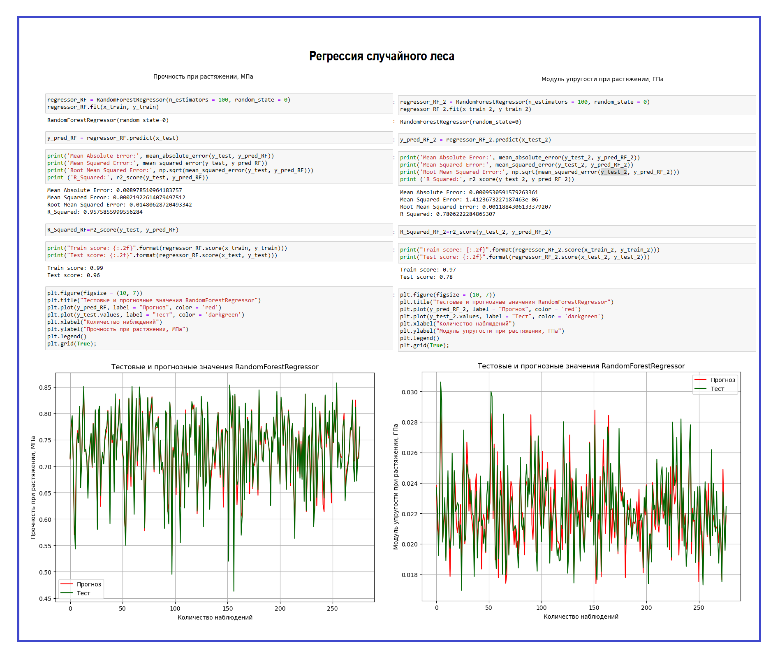 Регрессия случайного леса
Прочность при растяжении, МПа
regressor_RF = RandomForestRegressor(n_estimators = 100, random_state = 0)
regressor_RF.fit(x_train, y_train)
RandomForestRegressor(random_state=0)
y_pred_RF = regressor_RF.predict(x_test)
print('Mean Absolute Error:', mean_absolute_error(y_test, y_pred_RF))
print('Mean Squared Error:', mean_squared_error(y_test, y_pred_RF))
print('Root Mean Squared Error:', np.sqrt(mean_squared_error(y_test, y_pred_RF)))
print ('R_Squared:', r2_score(y_test, y_pred_RF))
Mean Absolute Error:
Mean Squared Error:
Root Mean Squared Error:
R_Squared:
R_Squared=r2_score(y_test, y_pred_RF)
print("Train score: {:.2f}".format(regressor_RF.score(x_train, y_train)))
print("Test score: {:.2f}".format(regressor_RF.score(x_test, y_test)))
Train score: 0.99
Test score: 0.96
plt.figure(figsize = (10, 7))
plt.title("Тестовые и прогнозные значения RandomForestRegressor")
plt.plot(y_pred_RF, label = "Прогноз", color = 'red')
plt.plot(y_test.values, label = "Тест", color = 'darkgreen')
plt.xlabel("Количество наблюдений")
plt.ylabel("Прочность при растяжении, МПа")
plt.legend()
plt.grid(True);
Тестовые и прогнозные значения RandomForestRegressor
Прочность при растяжении, МПа
0.85
0.80
0.75
0.70
0.65
0.60
0.55
0.50
0.45
Прогноз
Тест
0
50
100
150
200
250
Количество наблюдений
Модуль упругости при растяжении, ГПа
regressor_RF_2 = RandomForestRegressor(n_estimators = 100, random_state = 0)
regressor_RF_2.fit(x_train_2, y_train_2)
RandomForestRegressor(random_state=0)
y_pred_RF_2 = regressor_RF_2.predict(x_test_2)
print('Mean Absolute Error:', mean_absolute_error(y_test_2, y_pred_RF_2))
print('Mean Squared Error:', mean_squared_error(y_test_2, y_pred_RF_2))
print('Root Mean Squared Error:', np.sqrt(mean_squared_error(y_test_2, y_pred_RF_2)))
print ('R_Squared:', r2_score(y_test_2, y_pred_RF_2))
Mean Absolute Error:
Mean Squared Error:
Root Mean Squared Error:
R_Squared:
R_Squared_2=r2_score(y_test_2, y_pred_RF_2)
print("Train score: {:.2f}".format(regressor_RF_2.score(x_train_2, y_train_2)))
print("Test score: {:.2f}".format(regressor_RF_2.score(x_test_2, y_test_2)))
Train score: 0.97
Test score: 0.78
plt.figure(figsize = (10, 7))
plt.title("Тестовые и прогнозные значения RandomForestRegressor")
plt.plot(y_pred_RF_2, label = "Прогноз", color = 'red')
plt.plot(y_test_2.values, label = "Тест", color = 'darkgreen')
plt.xlabel("Количество наблюдений")
plt.ylabel("Модуль упругости при растяжении, ГПа")
plt.legend()
plt.grid(True);
Тестовые и прогнозные значения RandomForestRegressor
Модуль упругости при растяжении, ГПа
0.030
0.028
0.026
0.024
0.022
0.020
0.018
Прогноз
Тест
0
50
100
150
200
250
Количество наблюдений